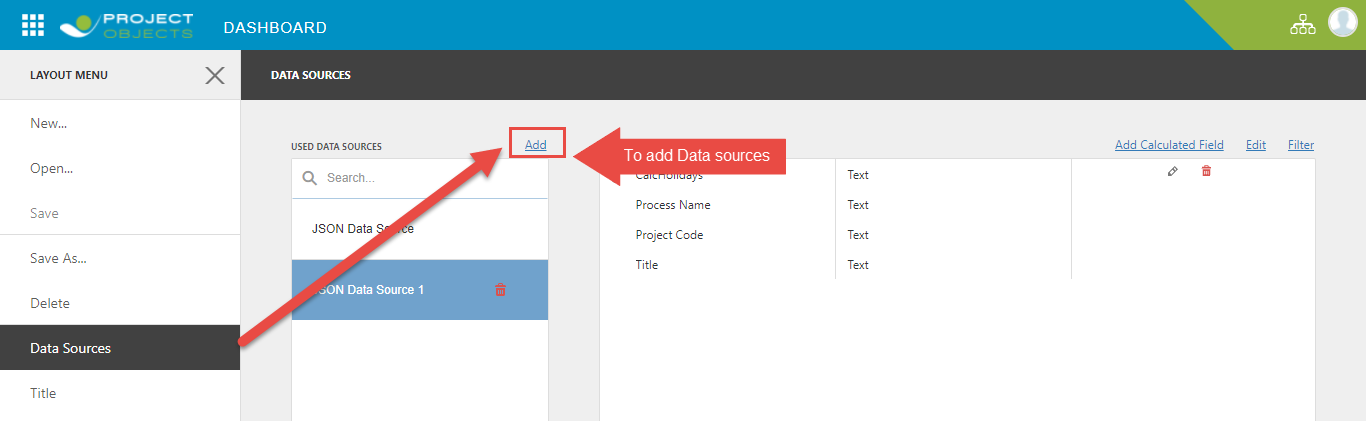 PROJECT
OBJECTS
DASHBOARD
LAYOUT MENU
DATA SOURCES
New...
Open...
Save
Save As...
Delete
Data Sources
Title
USED DATA SOURCES
Add
To add Data sources
Add Calculated Field
Edit
Filter
Search...
JSON Data Source
JSON Data Source 1
CalcHolidays Text
Process Name Text
Project Code Text
Title Text